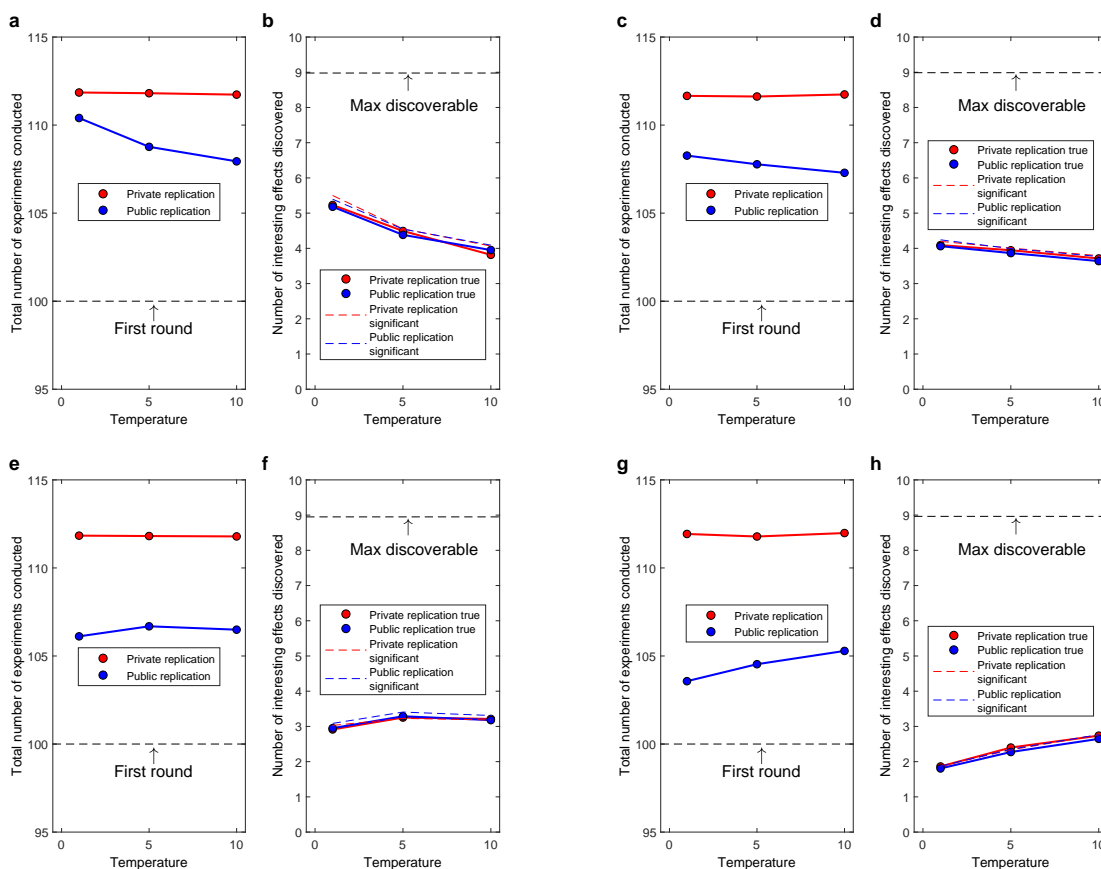 a
115
110
105
100
95
0
5
10
Total number of experiments conducted
Temperature
Private replication
Public replication
↑
First round
b
10
9
8
7
6
5
4
3
2
1
0
0
5
10
Number of interesting effects discovered
Temperature
↑
Max discoverable
Private replication true
Public replication true
Private replication
significant
Public replication
significant
c
115
110
105
100
95
0
5
10
Total number of experiments conducted
Temperature
Private replication
Public replication
↑
First round
d
10
9
8
7
6
5
4
3
2
1
0
0
5
10
Number of interesting effects discovered
Temperature
↑
Max discoverable
Private replication true
Public replication true
Private replication
significant
Public replication
significant
e
115
110
105
100
95
0
5
10
Total number of experiments conducted
Temperature
Private replication
Public replication
↑
First round
f
10
9
8
7
6
5
4
3
2
1
0
0
5
10
Number of interesting effects discovered
Temperature
↑
Max discoverable
Private replication true
Public replication true
Private replication
significant
Public replication
significant
g
115
110
105
100
95
0
5
10
Total number of experiments conducted
Temperature
Private replication
Public replication
↑
First round
h
10
9
8
7
6
5
4
3
2
1
0
0
5
10
Number of interesting effects discovered
Temperature
↑
Max discoverable
Private replication true
Public replication true
Private replication
significant
Public replication
significant